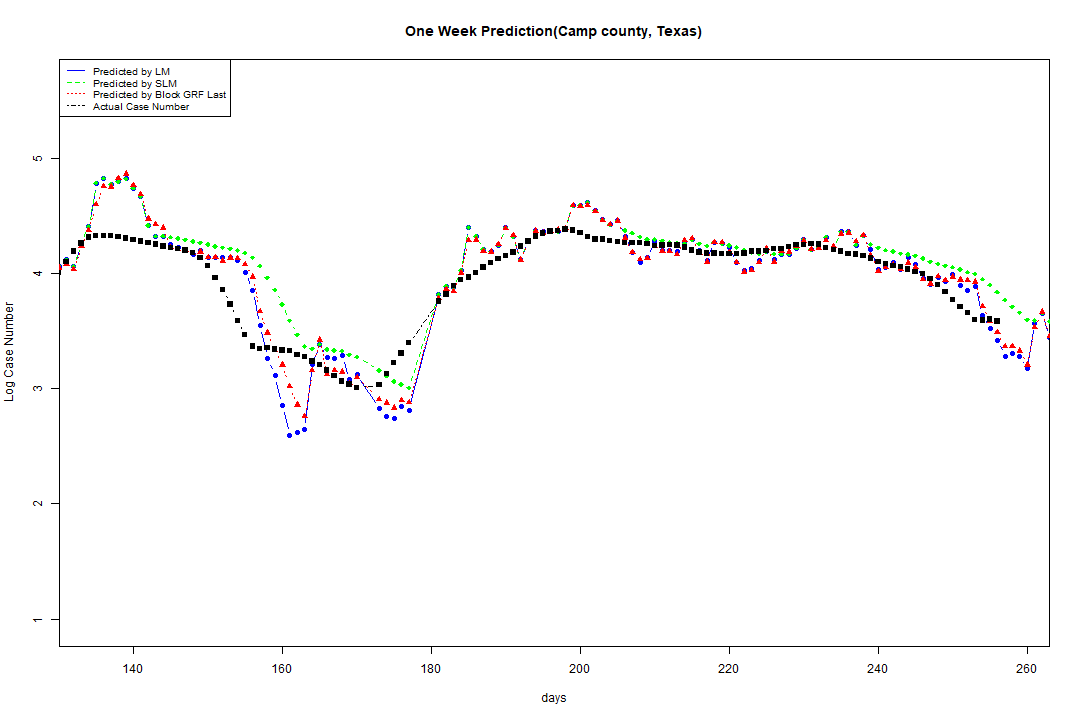 One Week Prediction(Camp county, Texas)
Predicted by LM
Predicted by SLM
Predicted by Block GRF Last
Actual Case Number
5
4
3
2
1
Log Case Number
140 160 180 200 220 240 260
days